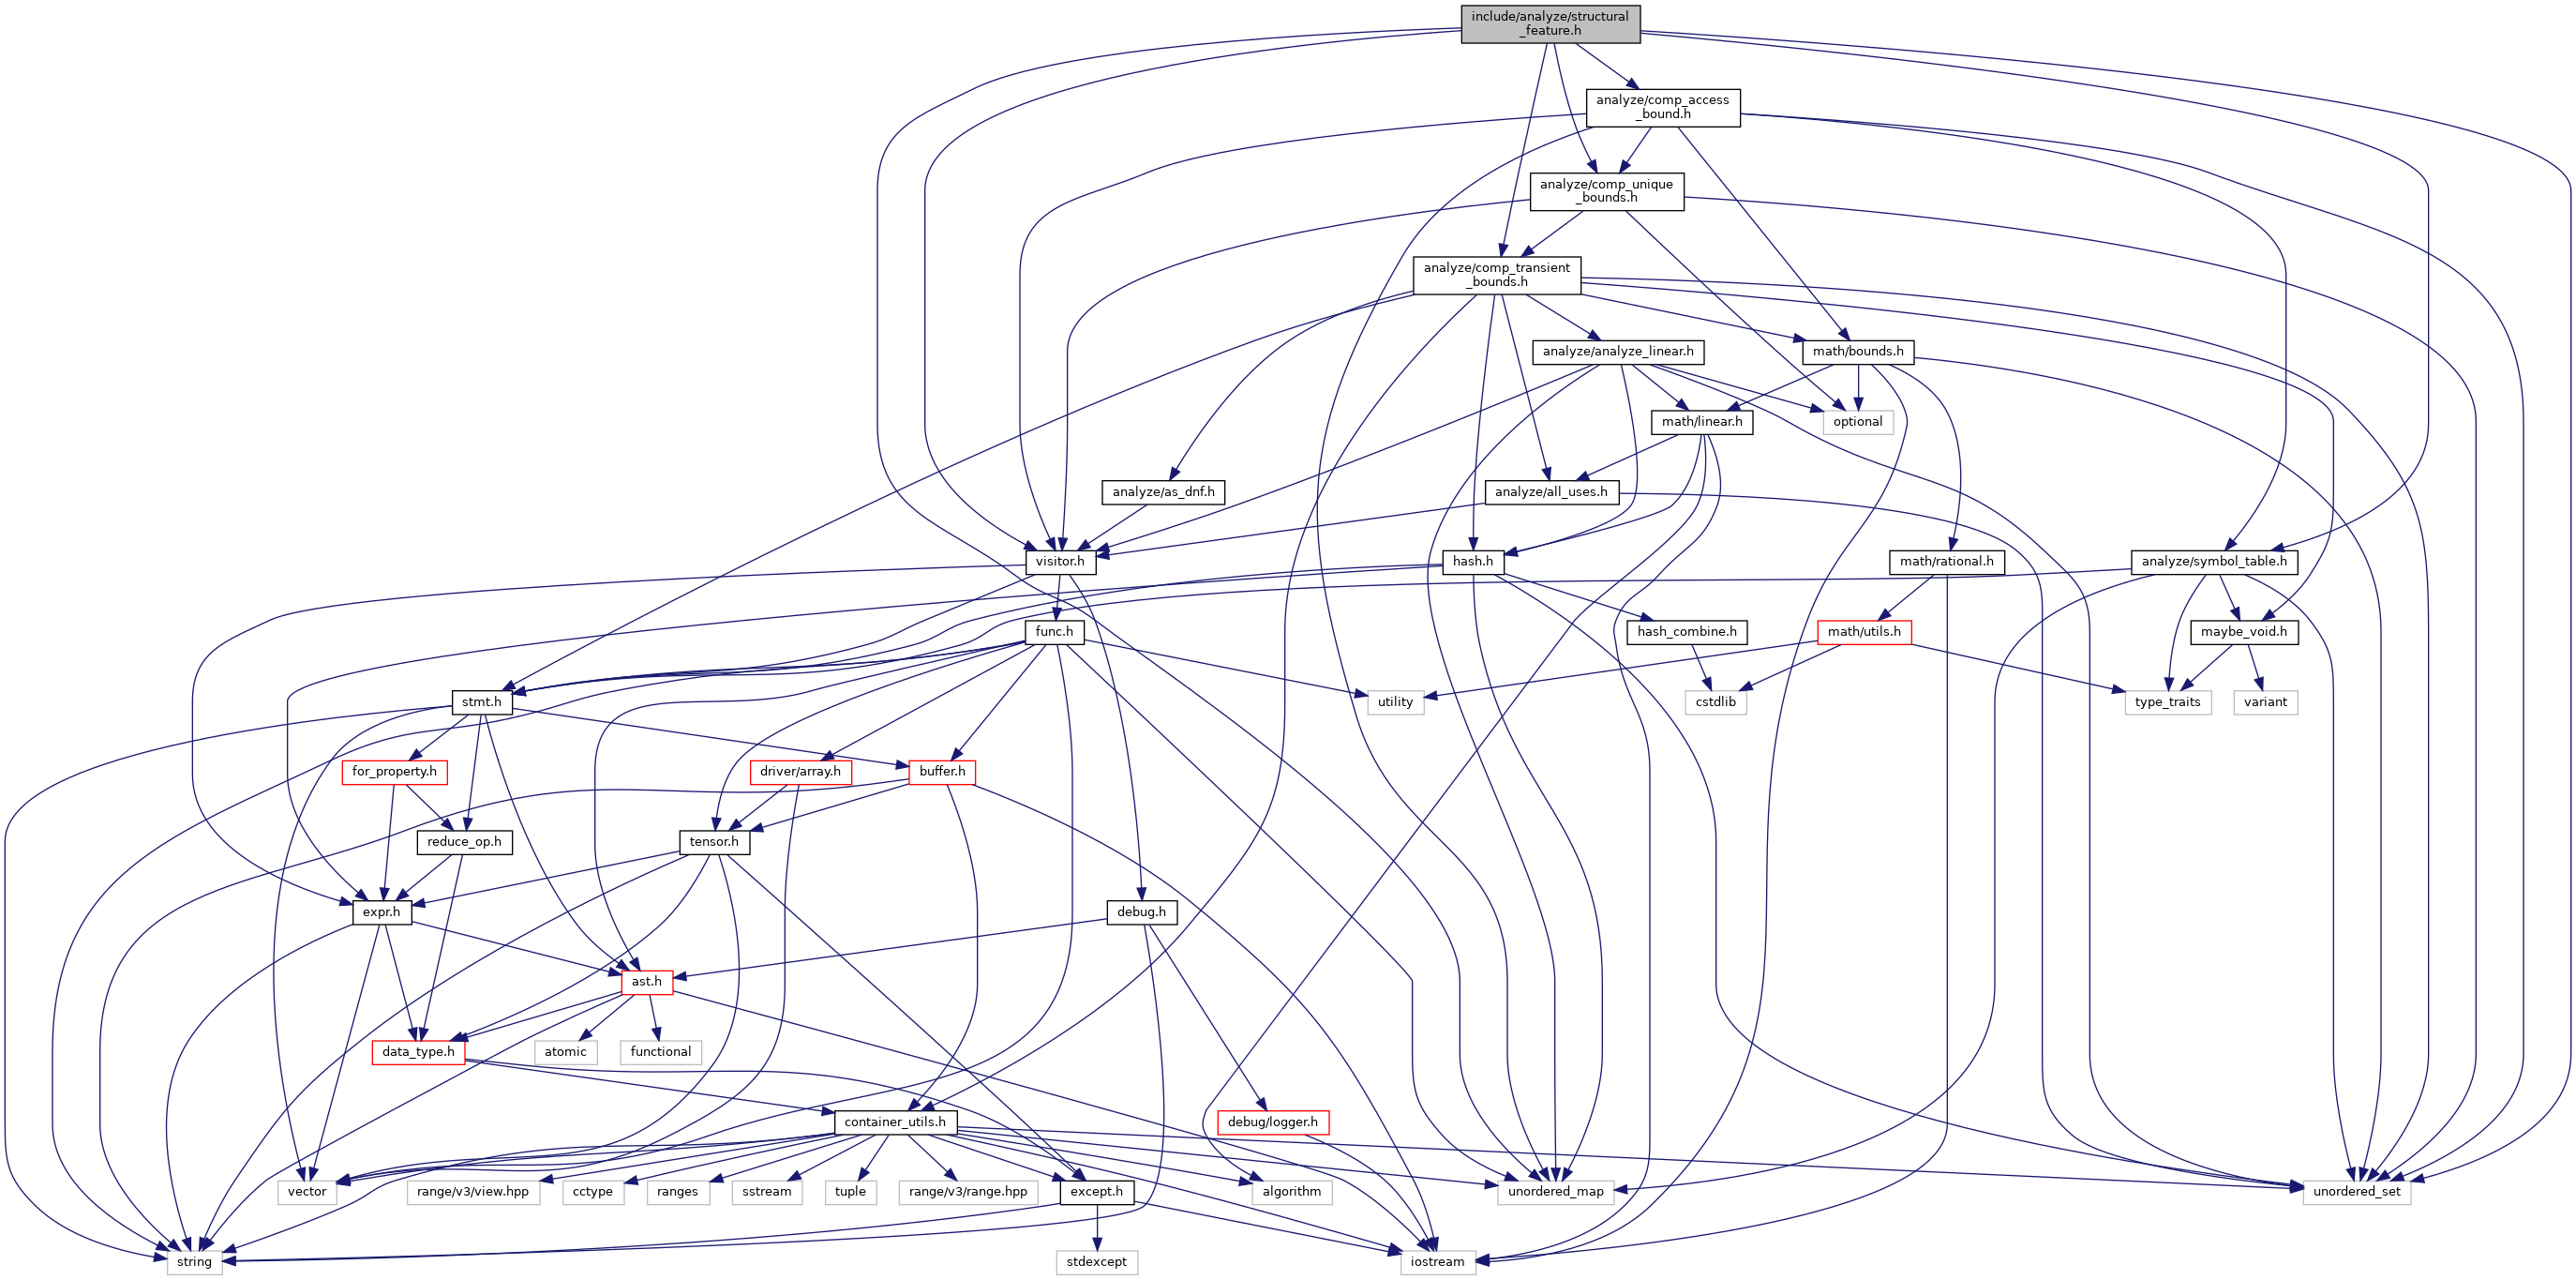 include/analyze/structural
_feature.h
analyze/comp_access
_bound.h
analyze/comp_unique
_bounds.h
analyze/comp_transient
_bounds.h
analyze/analyze_linear.h
math/bounds.h
math/linear.h
optional
analyze/as_dnf.h
analyze/all_uses.h
visitor.h
hash.h
math/rational.h
analyze/symbol_table.h
func.h
hash_combine.h
math/utils.h
maybe_void.h
stmt.h
utility
cstdlib
type_traits
variant
for_property.h
driver/array.h
buffer.h
reduce_op.h
tensor.h
expr.h
debug.h
ast.h
data_type.h
atomic
functional
container_utils.h
debug/logger.h
vector
range/v3/view.hpp
cctype
ranges
sstream
tuple
range/v3/range.hpp
except.h
algorithm
unordered_map
unordered_set
string
stdexcept
iostream